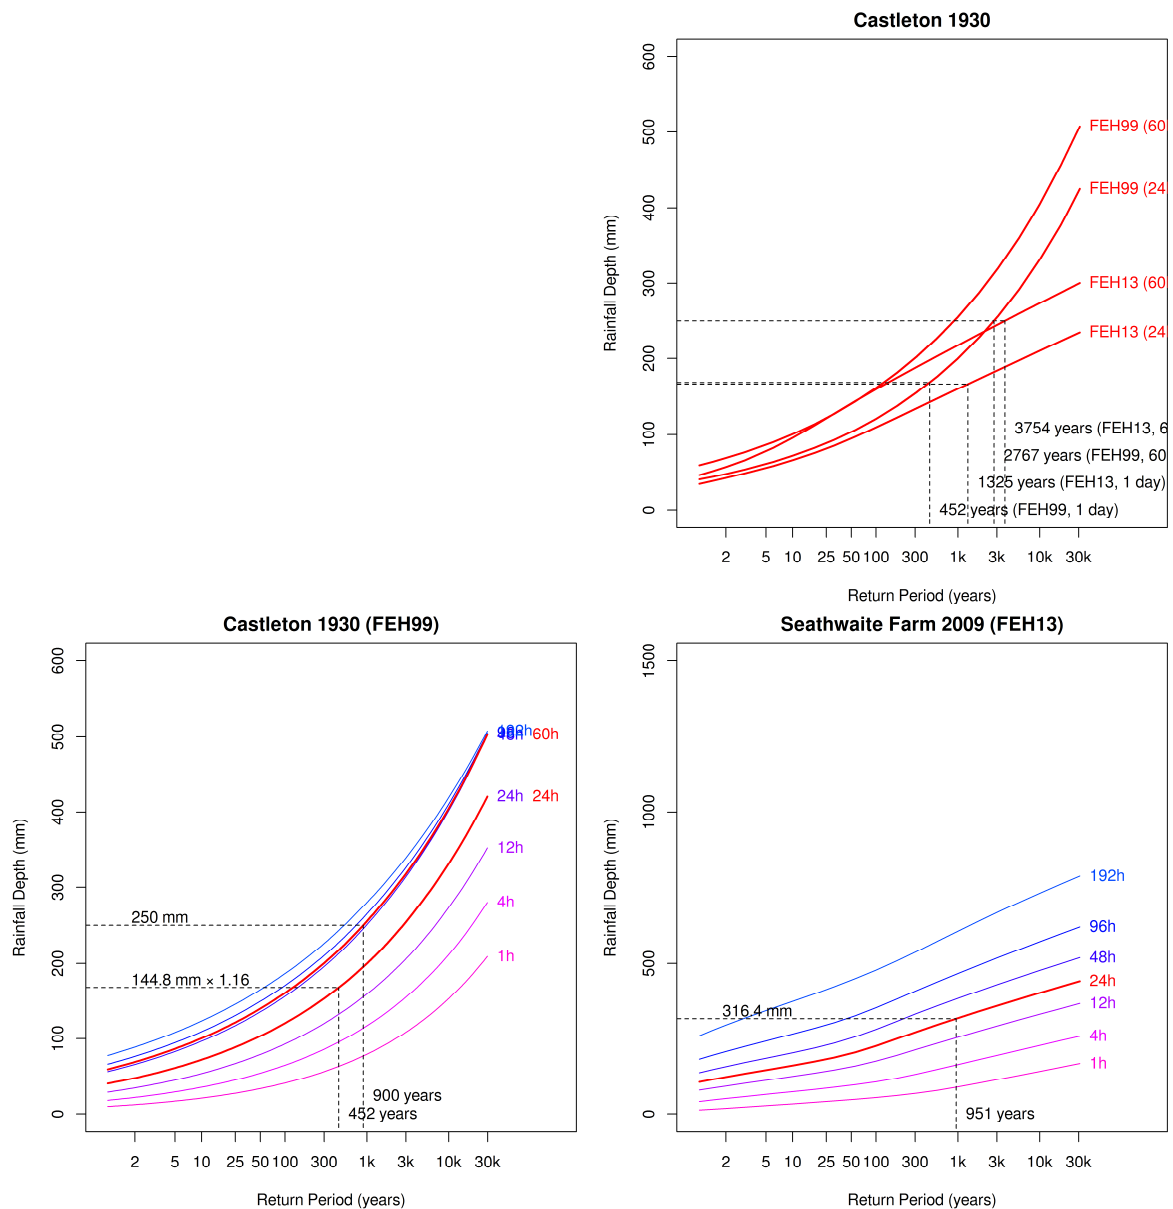 Castleton 1930
600
500
400
300
200
100
0
Rainfall Depth (mm)
FEH99 (60
FEH99 (24
FEH13 (60
FEH13 (24
3754 years (FEH13, 6
2767 years (FEH99, 60
1325 years (FEH13, 1 day)
452 years (FEH99, 1 day)
2 5 10 25 50 100 300 1k 3k 10k 30k
Return Period (years)
Castleton 1930 (FEH99)
600
500
400
300
200
100
0
Rainfall Depth (mm)
192h
60h
24h 24h
12h
4h
1h
250 mm
144.8 mm × 1.16
900 years
452 years
2 5 10 25 50 100 300 1k 3k 10k 30k
Return Period (years)
Seathwaite Farm 2009 (FEH13)
1500
1000
500
0
Rainfall Depth (mm)
192h
96h
48h
24h
12h
4h
1h
316.4 mm
951 years
2 5 10 25 50 100 300 1k 3k 10k 30k
Return Period (years)